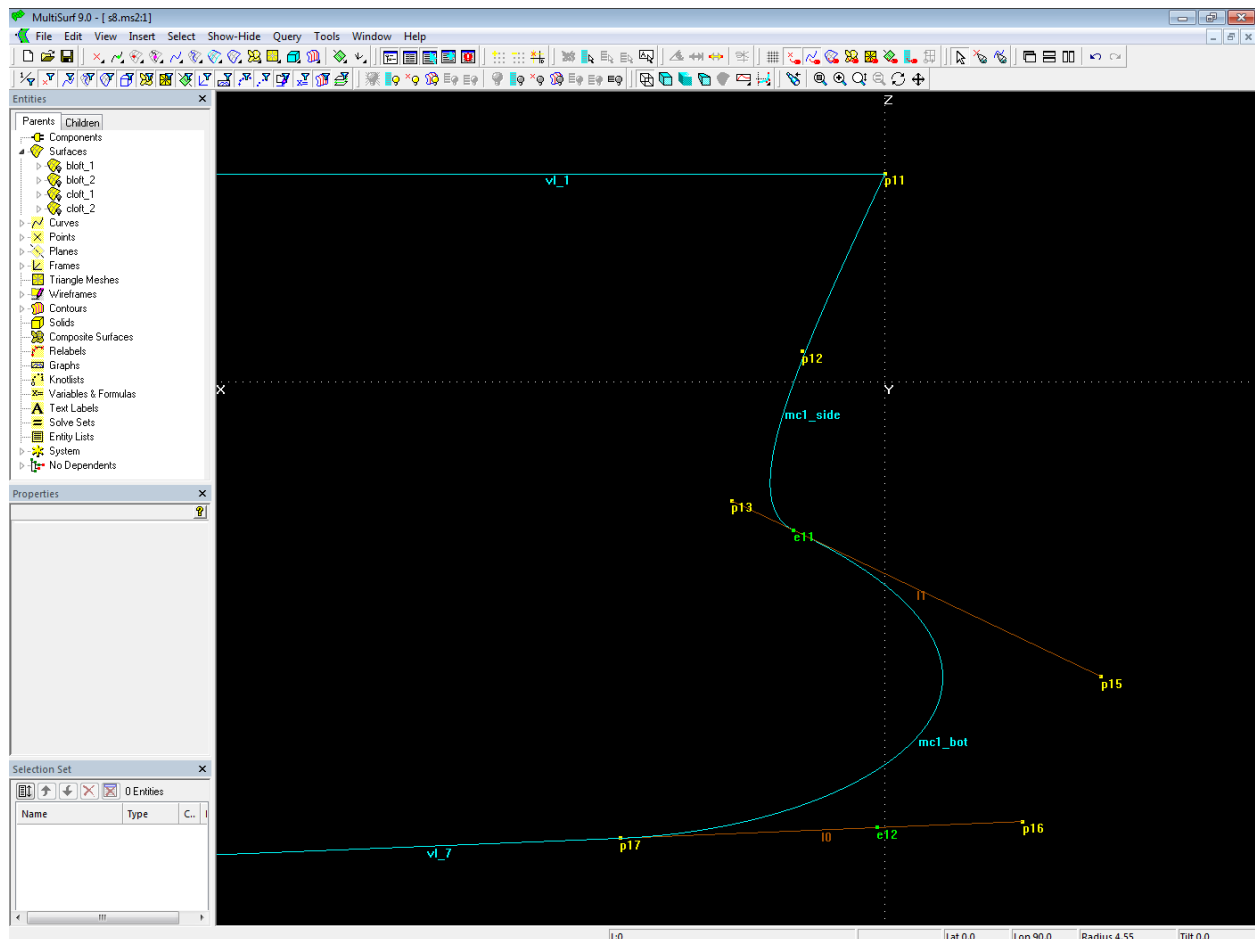 MultiSurf 9.0 - [ s8.ms2:1]
File Edit View Insert Select Show-Hide Query Tools Window Help
Entities
Parents Children
Components
Surfaces
bloft_1
bloft_2
cloft_1
cloft_2
Curves
Points
Planes
Frames
Triangle Meshes
Wireframes
Contours
Solids
Composite Surfaces
Relabels
Graphs
Knotlists
Variables & Formulas
Text Labels
Solve Sets
Entity Lists
System
No Dependents
Properties
Selection Set
0 Entities
Name Type C..
Z
vl_1
p11
p12
X
Y
mc1_side
p13
e11
l1
p15
mc1_bot
p16
e12
l0
p17
vl_7
L:0
Lat 0.0 Lon 90.0 Radius 4.55 Tilt 0.0